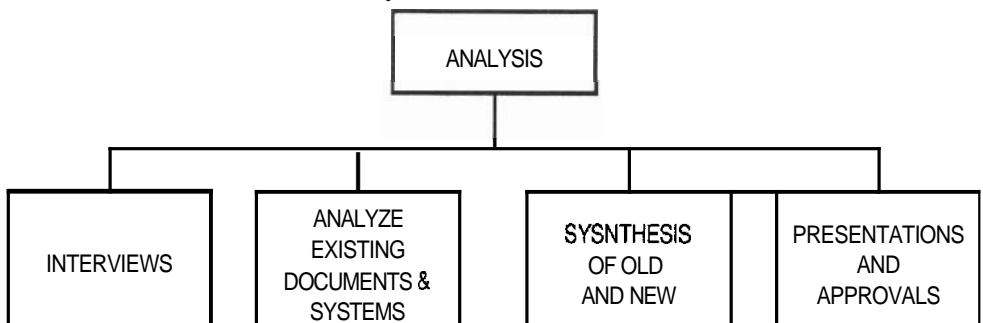 ANALYSIS
INTERVIEWS
ANALYZE
EXISTING
DOCUMENTS &
SYSTEMS
SYSNTHESIS
OF OLD
AND NEW
PRESENTATIONS
AND
APPROVALS